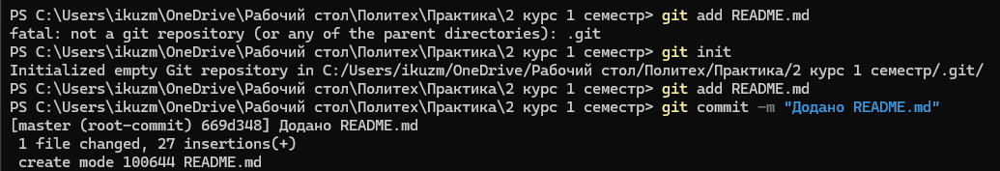 PS C:\Users\ikuzm\OneDrive\Рабочий стол\Политех\Практика\2 курс 1 семестр> git add README.md
fatal: not a git repository (or any of the parent directories): .git
PS C:\Users\ikuzm\OneDrive\Рабочий стол\Политех\Практика\2 курс 1 семестр> git init
Initialized empty Git repository in C:/Users/ikuzm/OneDrive/Рабочий стол/Политех/Практика/2 курс 1 семестр/.git/
PS C:\Users\ikuzm\OneDrive\Рабочий стол\Политех\Практика\2 курс 1 семестр> git add README.md
PS C:\Users\ikuzm\OneDrive\Рабочий стол\Политех\Практика\2 курс 1 семестр> git commit -m "Додано README.md"
[master (root-commit) 669d348] Додано README.md
 1 file changed, 27 insertions(+)
 create mode 100644 README.md